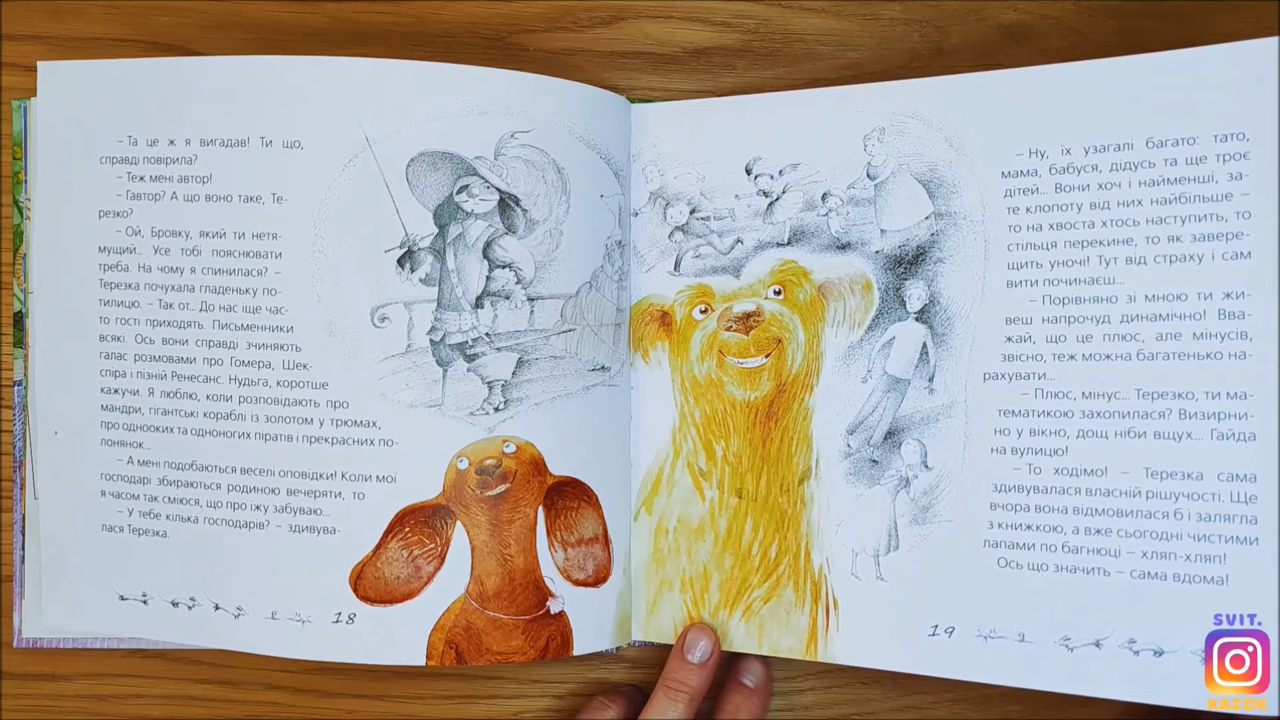 – Та це ж я вигадав! Ти що,
справді повірила?
– Теж мені автор!
– Гавтор? А що воно таке, Те-
резко?
– Ой, Бровку, який ти нетя-
мущий... Усе тобі пояснювати
треба. На чому я спинилася? –
Терезка почухала гладеньку по-
тилицю. – Так от... До нас іще час-
то гості приходять. Письменники
всякі. Ось вони справді зчиняють
галас розмовами про Гомера, Шек-
спіра і пізній Ренесанс. Нудьга, коротше
кажучи. Я люблю, коли розповідають про
мандри, гігантські кораблі із золотом у трюмах,
про однооких та одноногих піратів і прекрасних по-
лонянок...
– А мені подобаються веселі оповідки! Коли мої
господарі збираються родиною вечеряти, то
я часом так сміюся, що про їжу забуваю...
– У тебе кілька господарів? – здивува-
лася Терезка.
18
– Ну, їх узагалі багато: тато,
мама, бабуся, дідусь та ще троє
дітей... Вони хоч і найменші, за-
те клопоту від них найбільше –
то на хвоста хтось наступить, то
стільця перекине, то як завере-
щить уночі! Тут від страху і сам
вити починаєш...
– Порівняно зі мною ти жи-
веш напрочуд динамічно! Вва-
жай, що це плюс, але мінусів,
звісно, теж можна багатенько на-
рахувати...
– Плюс, мінус... Терезко, ти ма-
тематикою захопилася? Визирни-
но у вікно, дощ ніби вщух... Гайда
на вулицю!
– То ходімо! – Терезка сама
здивувалася власній рішучості. Ще
вчора вона відмовилася б і залягла
з книжкою, а вже сьогодні чистими
лапами по багнюці – хляп-хляп!
Ось що значить – сама вдома!
19
SVIT.
KAZOK